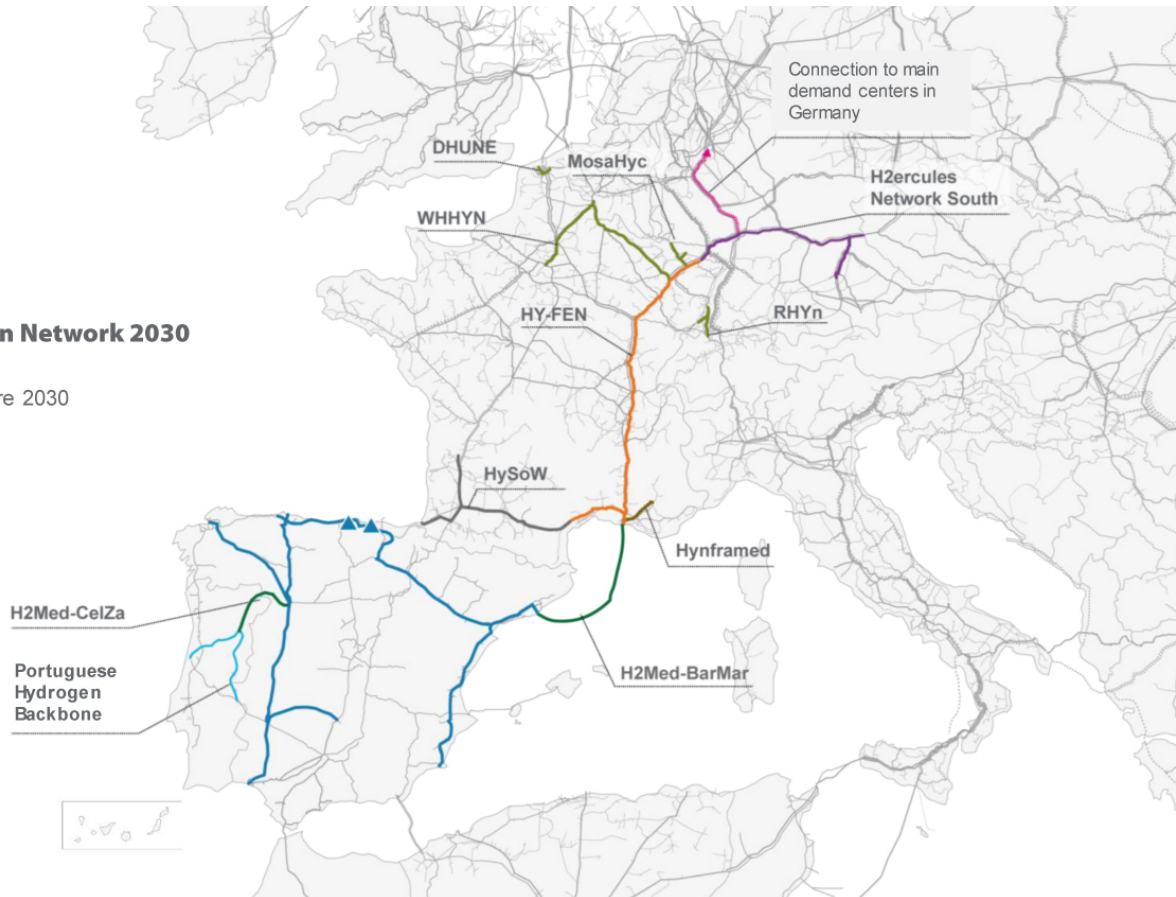 Connection to main
demand centers in
Germany
DHUNE
MosaHyc
H2ercules
Network South
WHHYN
HY-FEN
RHYn
n Network 2030
re 2030
HySoW
Hynframed
H2Med-CelZa
H2Med-BarMar
Portuguese
Hydrogen
Backbone